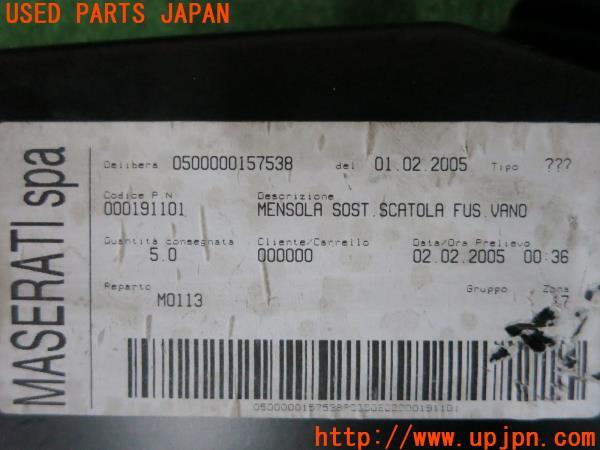 USED PARTS JAPAN
MASERATI spa
Delibera 0500000157538 del 01.02.2005 Tipo ???
Codice P.N Descrizione
000191101 MENSOLA SOST.SCATOLA FUS.VANO
Quantità consegnata Cliente/Carrello Data/Ora Prelievo
5.0 000000 02.02.2005 00:36
Reparto Gruppo Zona
M0113 17
www.upjpn.com